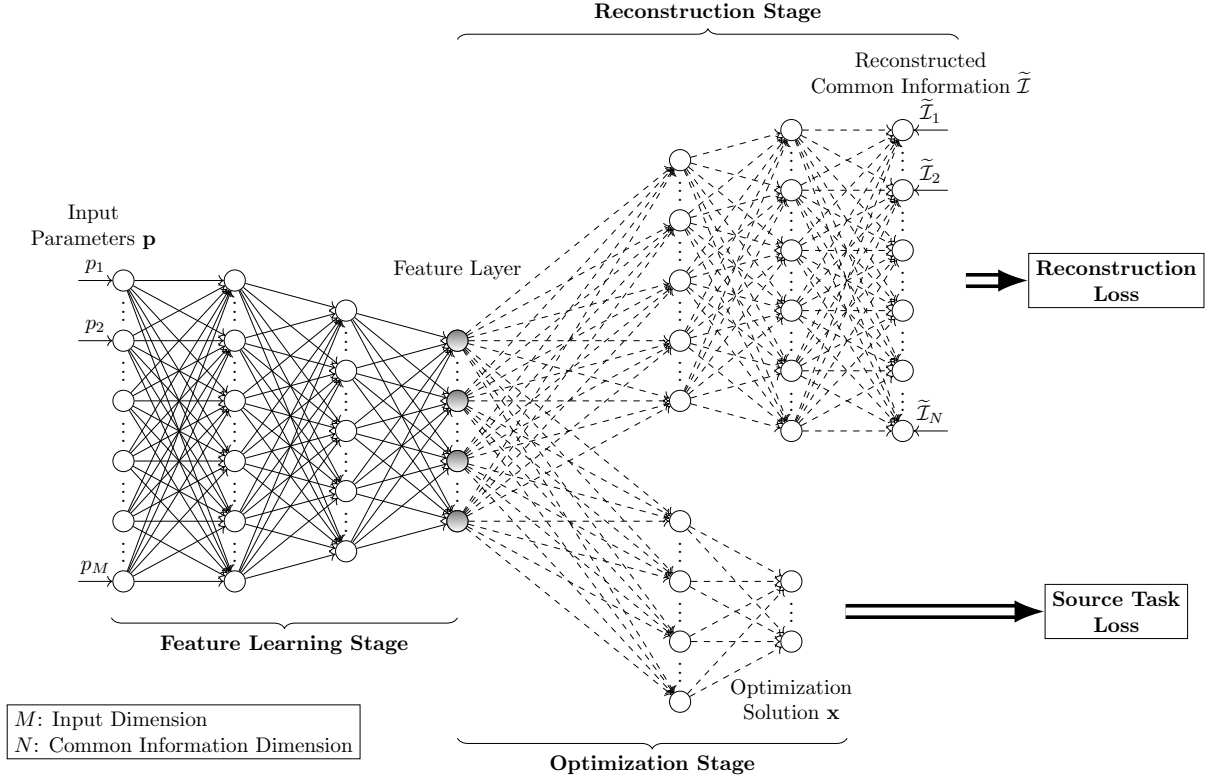 Reconstruction Stage
Reconstructed
Common Information $\widetilde{\mathcal{I}}$
$\widetilde{\mathcal{I}}_1$
$\widetilde{\mathcal{I}}_2$
Input
Parameters $\mathbf{p}$
Feature Layer
$p_1$
Reconstruction
Loss
$p_2$
$\widetilde{\mathcal{I}}_N$
$p_M$
Source Task
Loss
Feature Learning Stage
Optimization
Solution $\mathbf{x}$
$M$: Input Dimension
$N$: Common Information Dimension
Optimization Stage